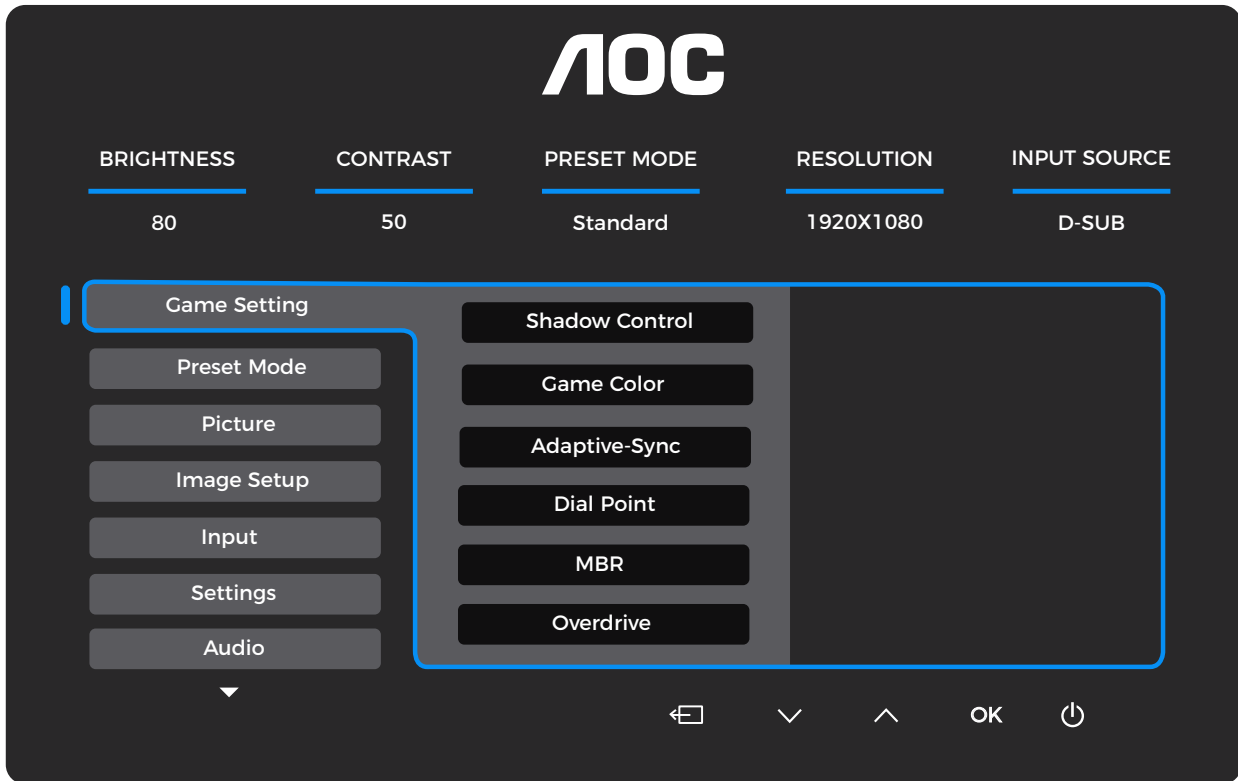 AOC
BRIGHTNESS CONTRAST PRESET MODE RESOLUTION INPUT SOURCE
80 50 Standard 1920X1080 D-SUB
Game Setting
Preset Mode
Picture
Image Setup
Input
Settings
Audio
Shadow Control
Game Color
Adaptive-Sync
Dial Point
MBR
Overdrive
OK